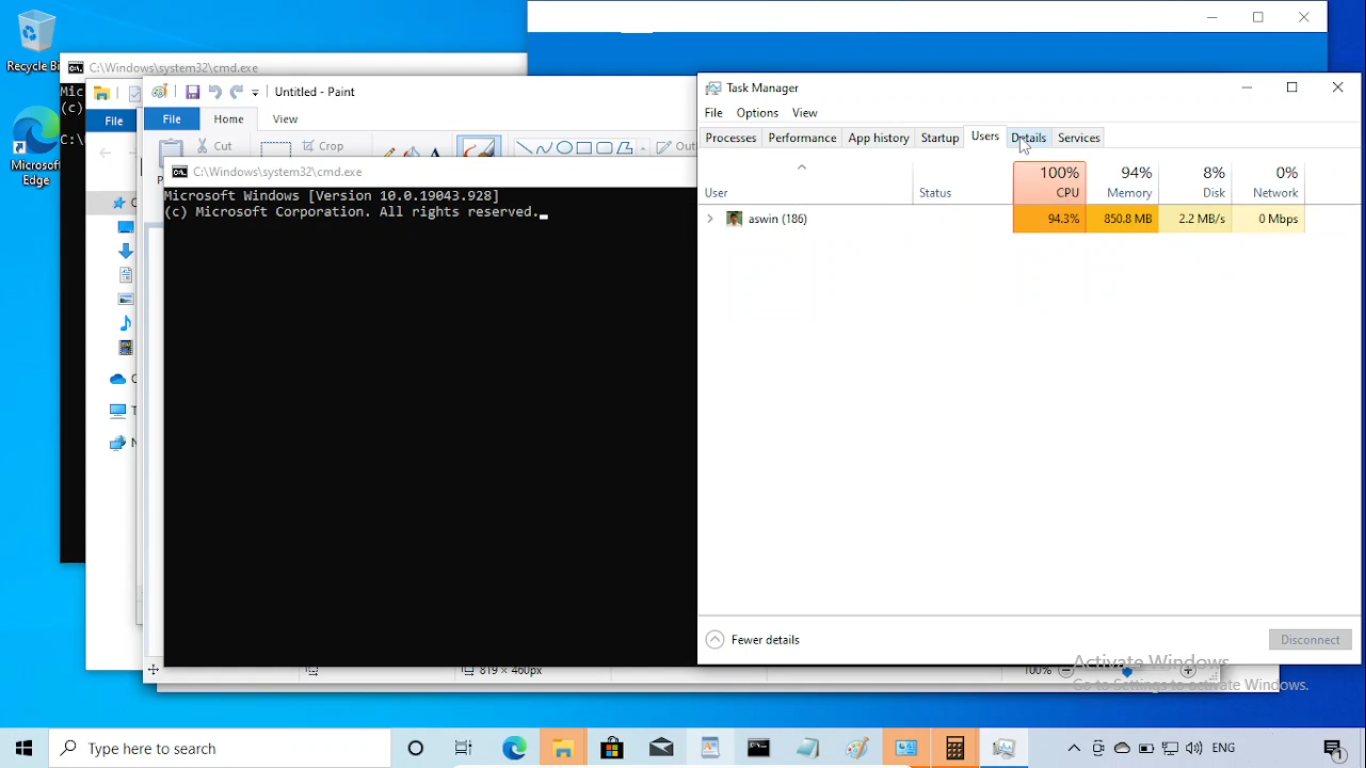 Recycle Bi
Microsoft
Edge
C:\Windows\system32\cmd.exe
Mic
(c)
C:\
File
Untitled - Paint
File
Home
View
Cut
Crop
Out
C:\Windows\system32\cmd.exe
Microsoft Windows [Version 10.0.19043.928]
(c) Microsoft Corporation. All rights reserved.
819 × 460px
100%
Task Manager
File
Options
View
Processes
Performance
App history
Startup
Users
Details
Services
100%
94%
8%
0%
User
Status
CPU
Memory
Disk
Network
aswin (186)
94.3%
850.8 MB
2.2 MB/s
0 Mbps
Fewer details
Disconnect
Activate Windows
Go to Settings to activate Windows.
Type here to search
ENG
1